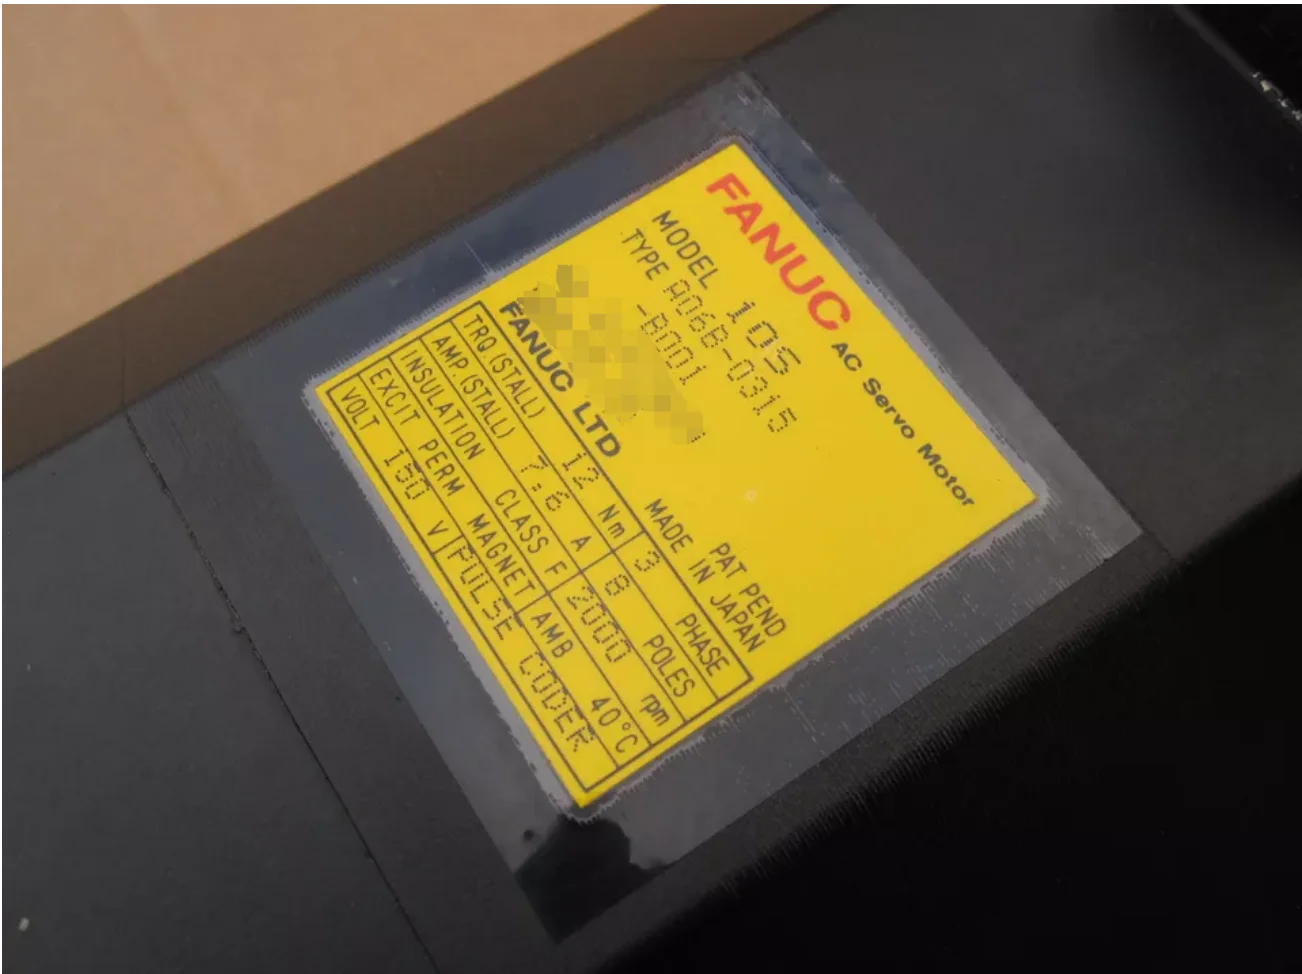 FANUC AC Servo Motor
MODEL 10S
TYPE A06B-0315
-B001
PAT PEND
FANUC LTD MADE IN JAPAN
TRQ.(STALL) 12 Nm 3 PHASE
AMP.(STALL) 7.6 A 8 POLES
INSULATION CLASS F 2000 rpm
EXCIT PERM MAGNET AMB 40°C
VOLT 130 V PULSE CODER